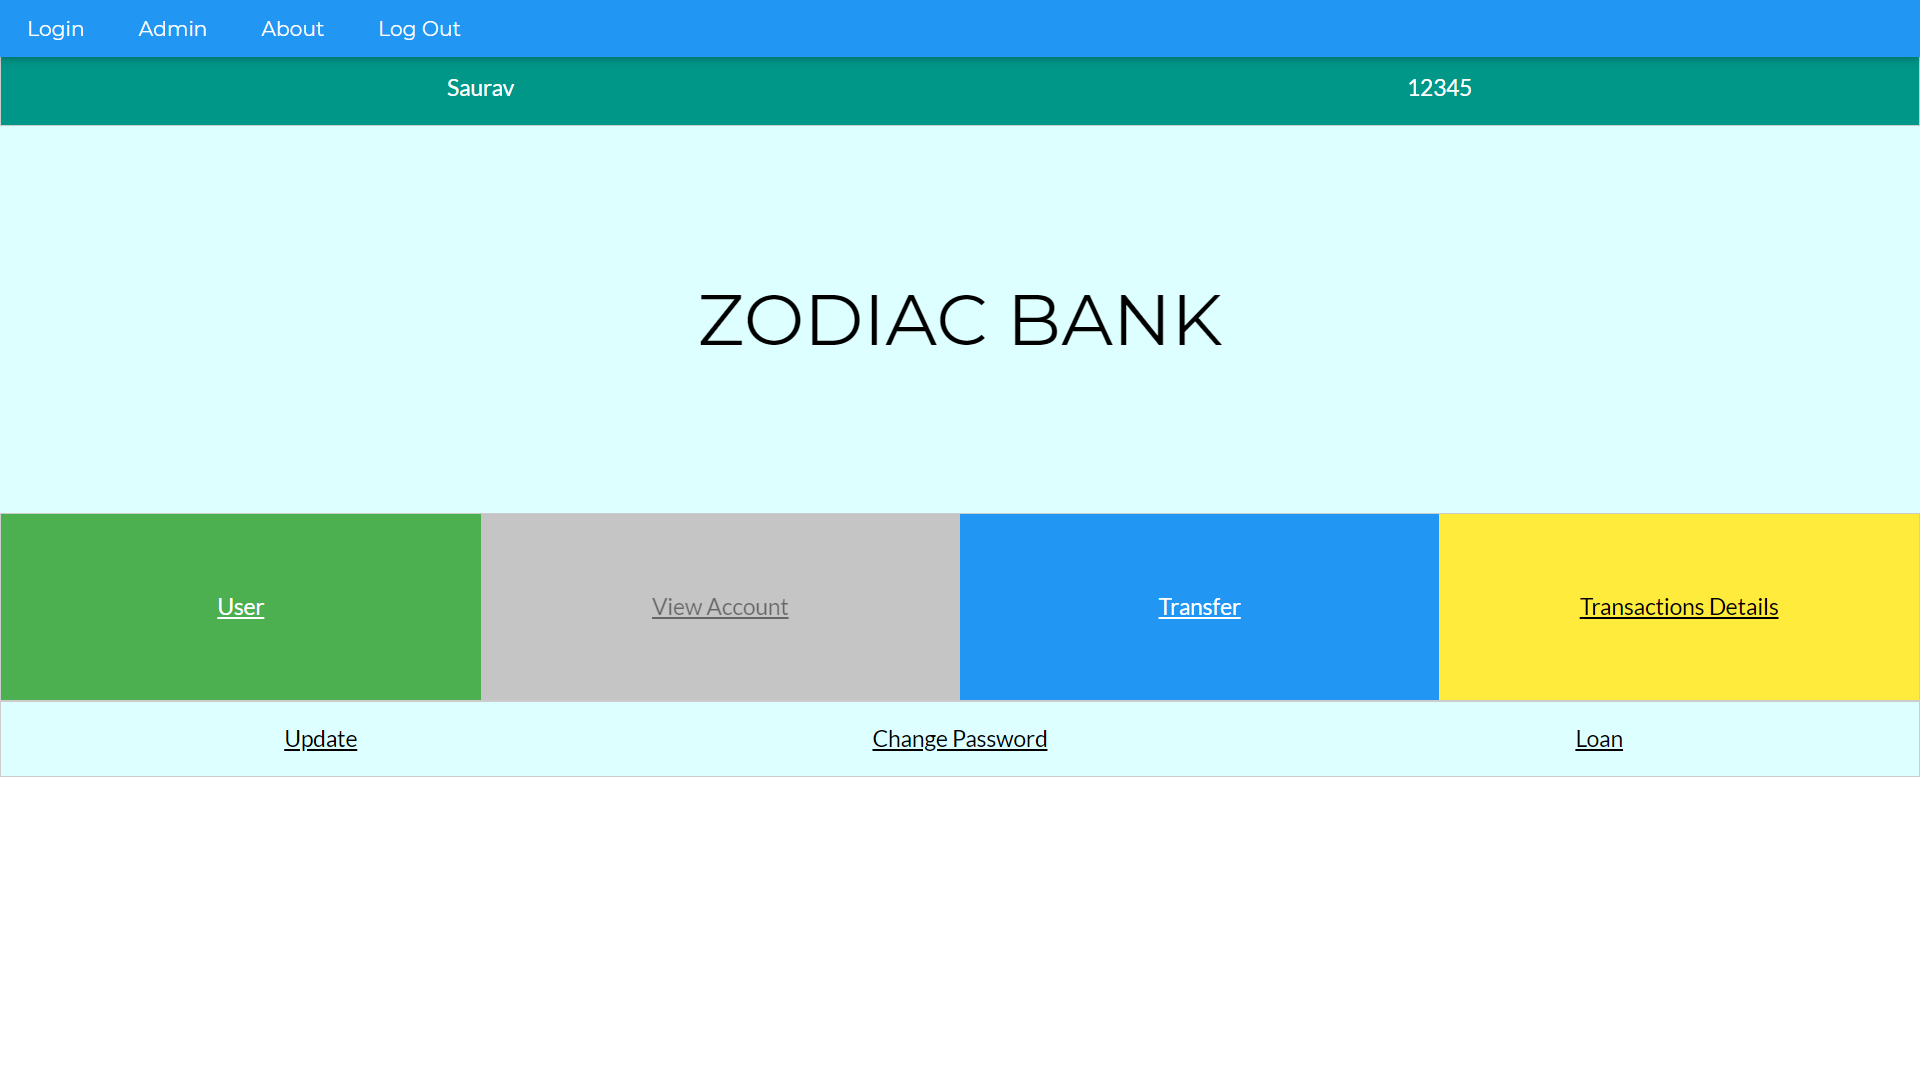 Login Admin About Log Out
Saurav 12345
ZODIAC BANK
User View Account Transfer Transactions Details
Update Change Password Loan